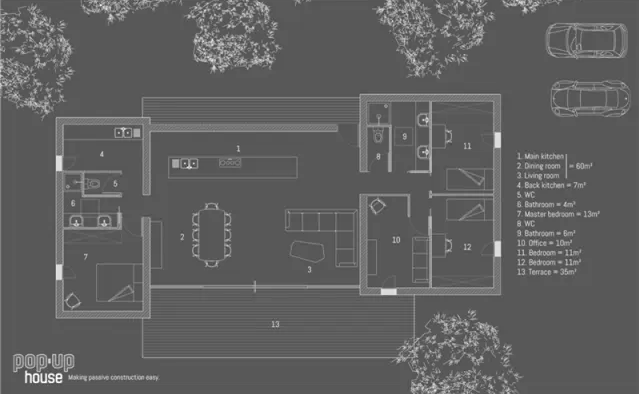 1
4
5
6
7
2
3
8
9
10
11
12
13
1. Main kitchen
2. Dining room = 60m²
3. Living room
4. Back kitchen = 7m²
5. WC
6. Bathroom = 4m²
7. Master bedroom = 13m²
8. WC
9. Bathroom = 6m²
10. Office = 10m²
11. Bedroom = 11m²
12. Bedroom = 11m²
13. Terrace = 35m²
pop-up
house Making passive construction easy.